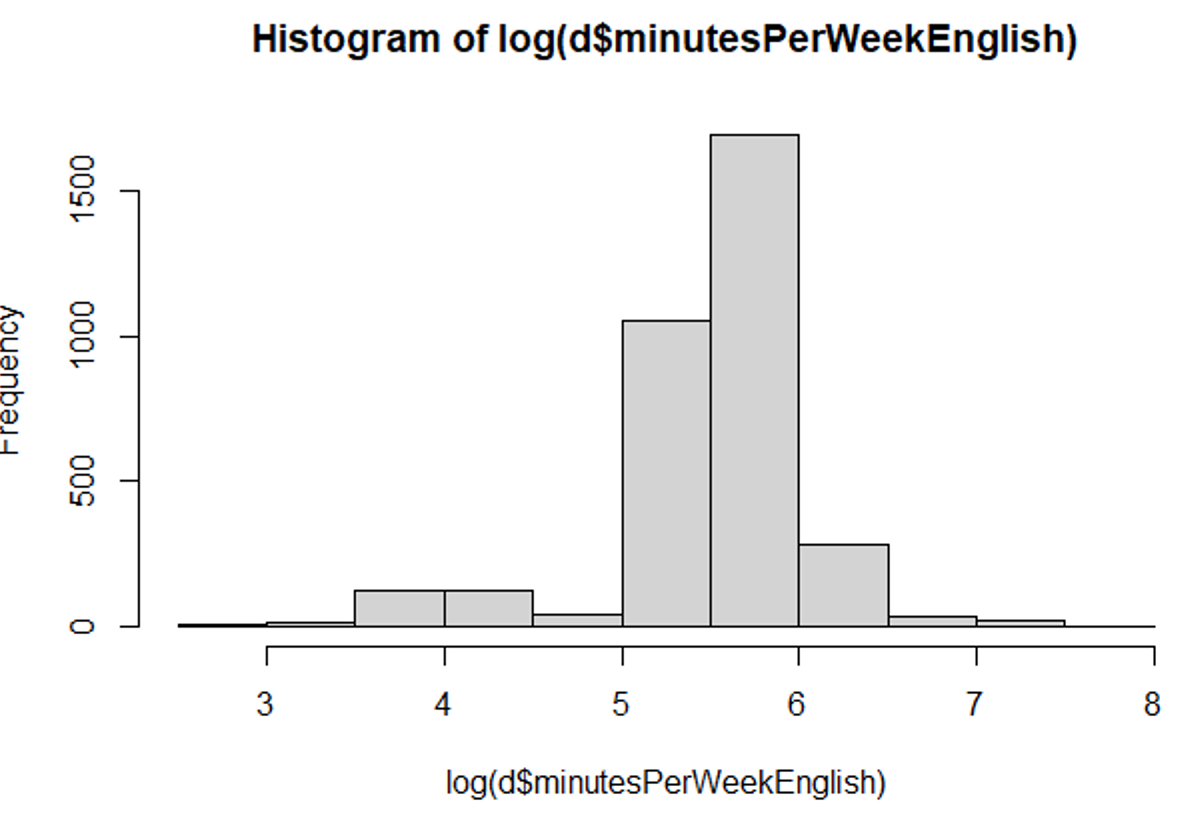 Histogram of log(d$minutesPerWeekEnglish)
Frequency
1500
1000
500
0
3 4 5 6 7 8
log(d$minutesPerWeekEnglish)